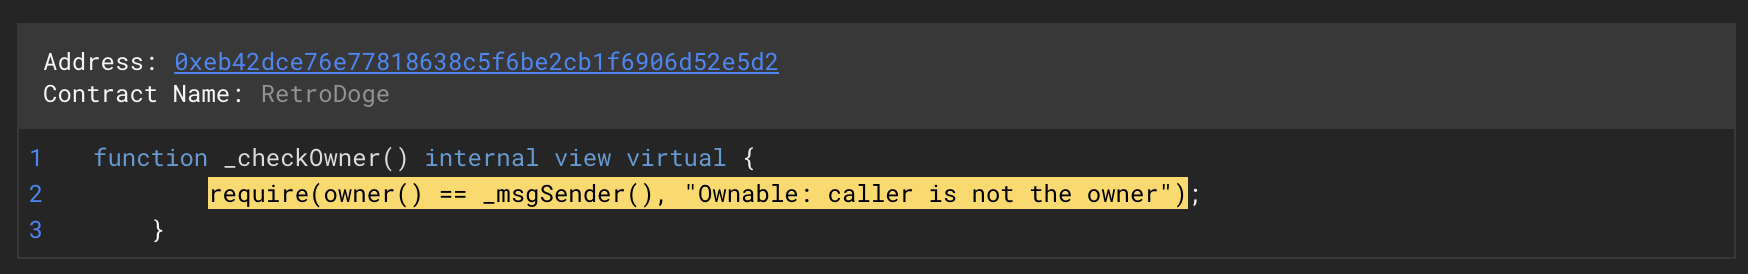 Address: 0xeb42dce76e77818638c5f6be2cb1f6906d52e5d2
Contract Name: RetroDoge
1 function _checkOwner() internal view virtual {
2 require(owner() == _msgSender(), "Ownable: caller is not the owner");
3 }